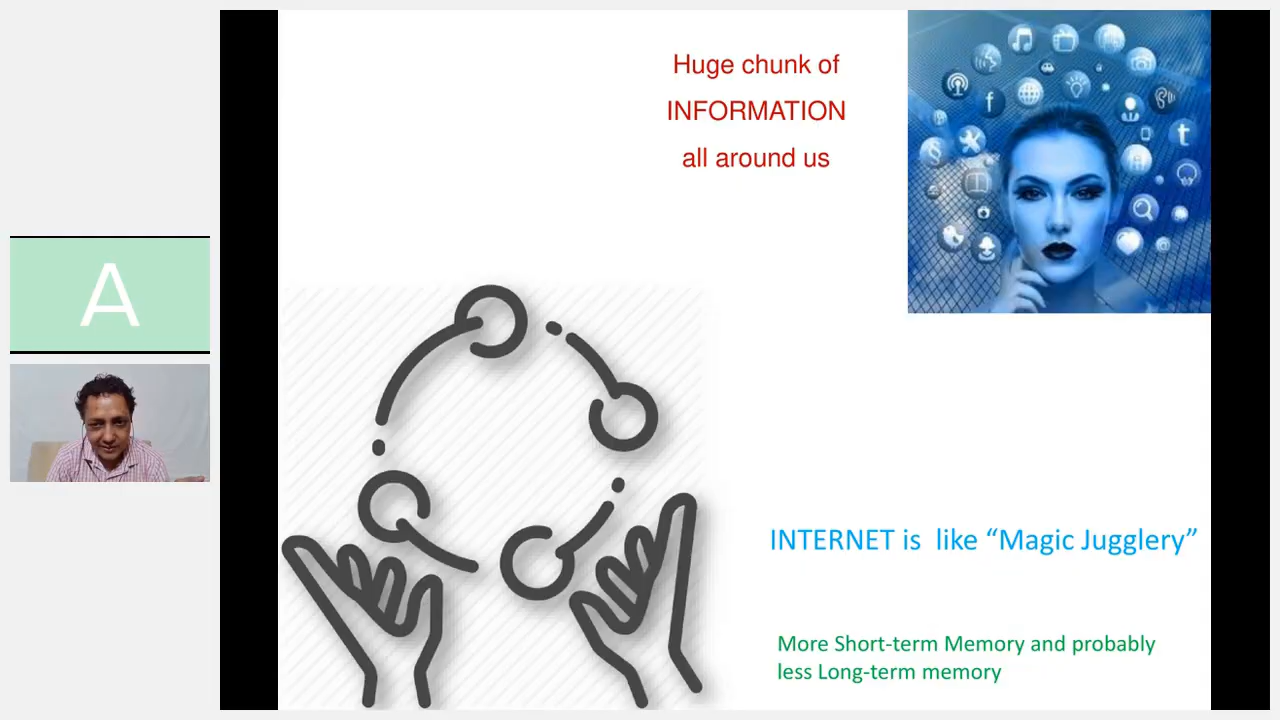 Huge chunk of
INFORMATION
all around us
A
INTERNET is  like “Magic Jugglery”
More Short-term Memory and probably
less Long-term memory